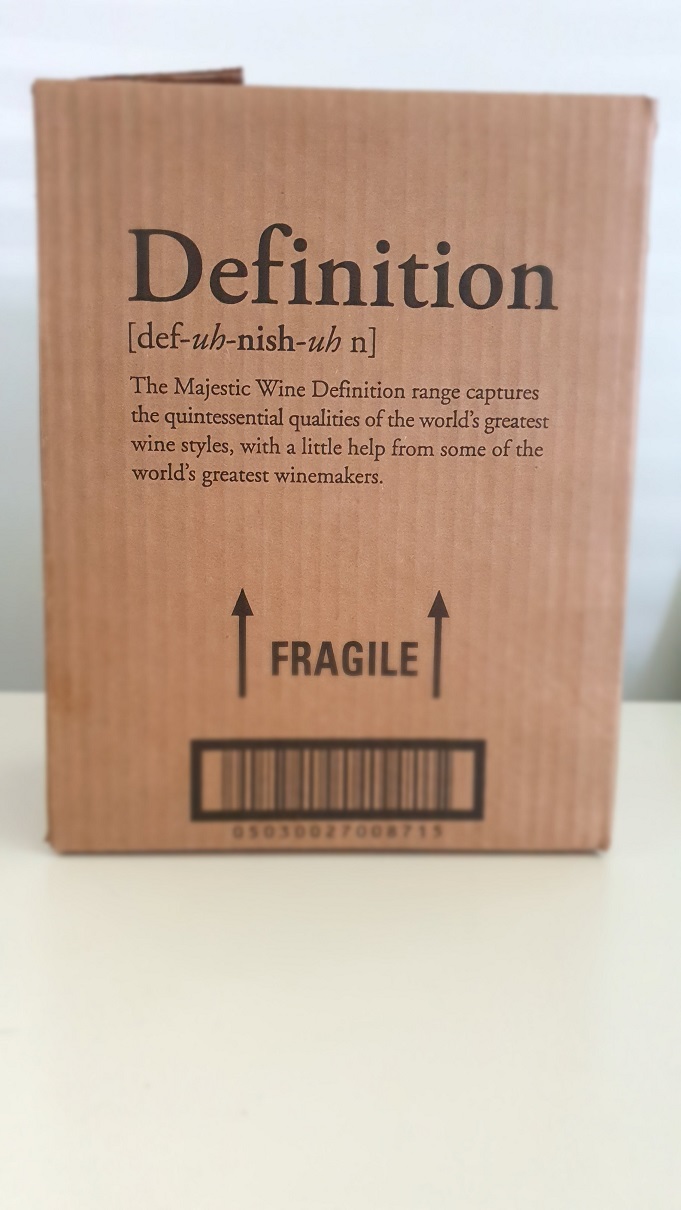 Definition
[def-uh-nish-uh n]
The Majestic Wine Definition range captures
the quintessential qualities of the world's greatest
wine styles, with a little help from some of the
world's greatest winemakers.
FRAGILE
05030027008715